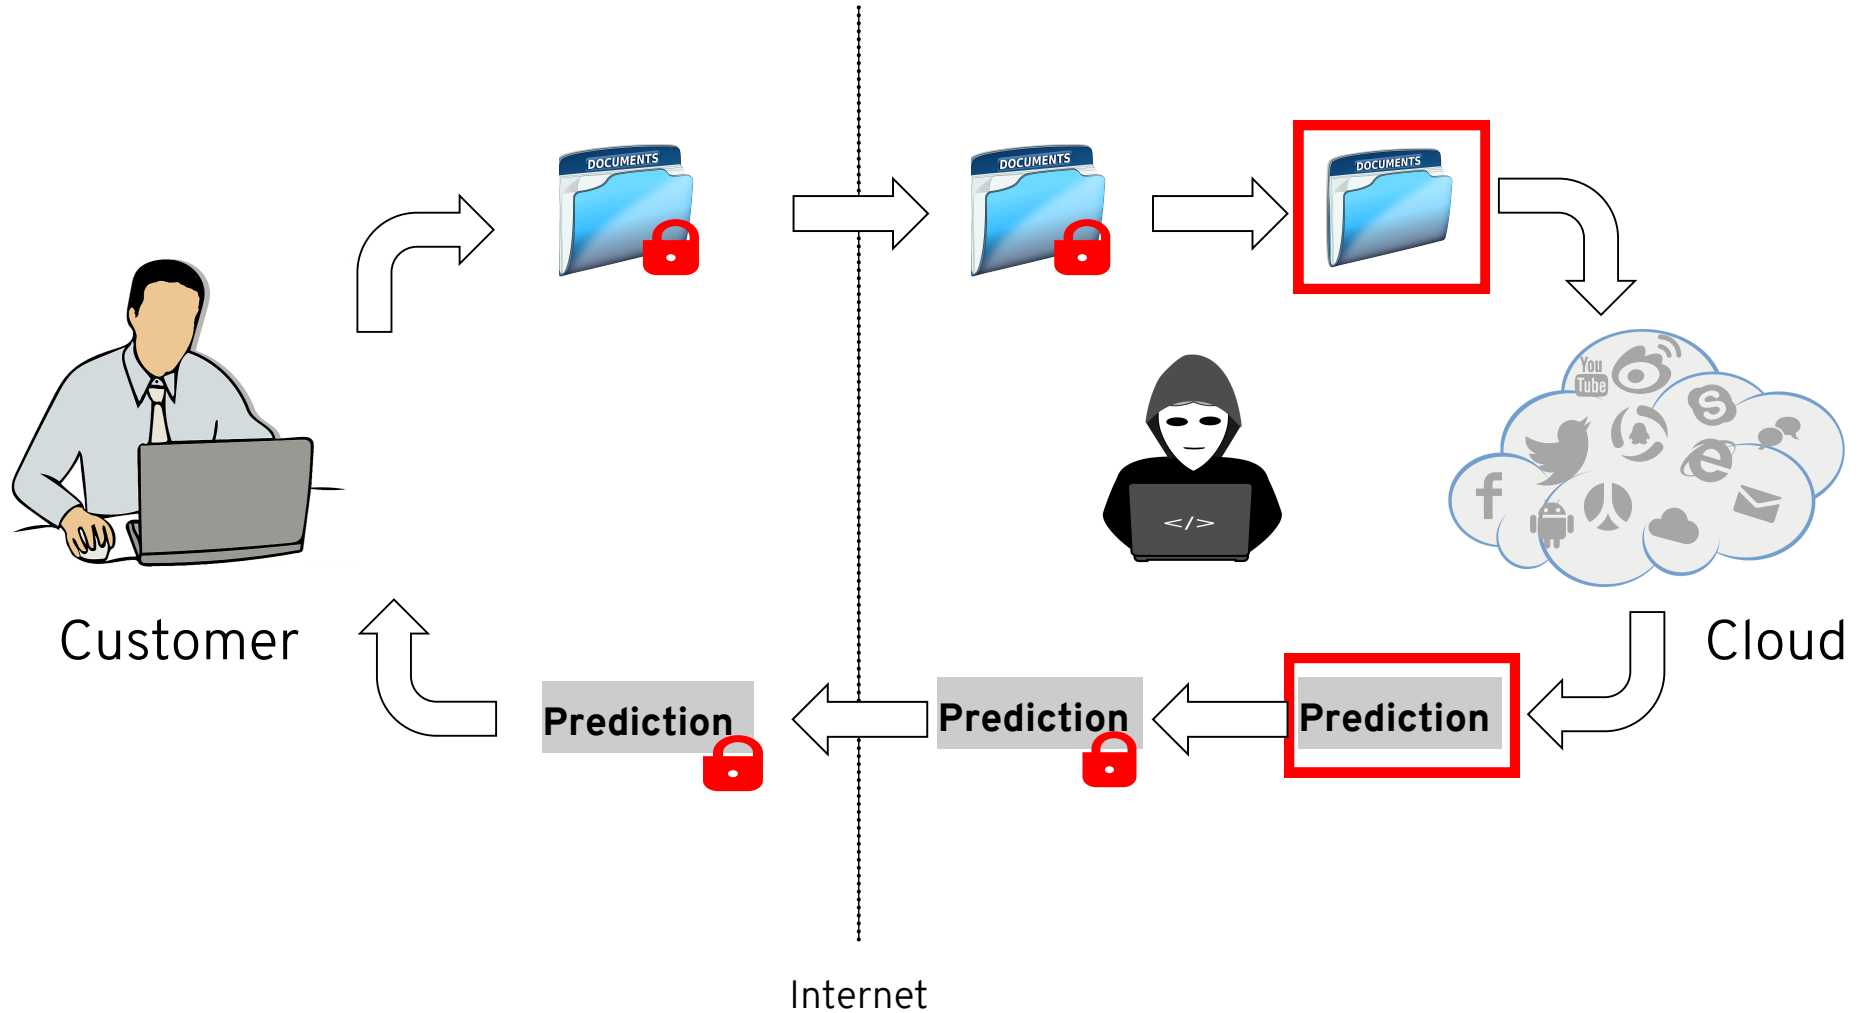 DOCUMENTS
DOCUMENTS
DOCUMENTS
You
Tube
</>
Customer
Cloud
Prediction
Prediction
Prediction
Internet